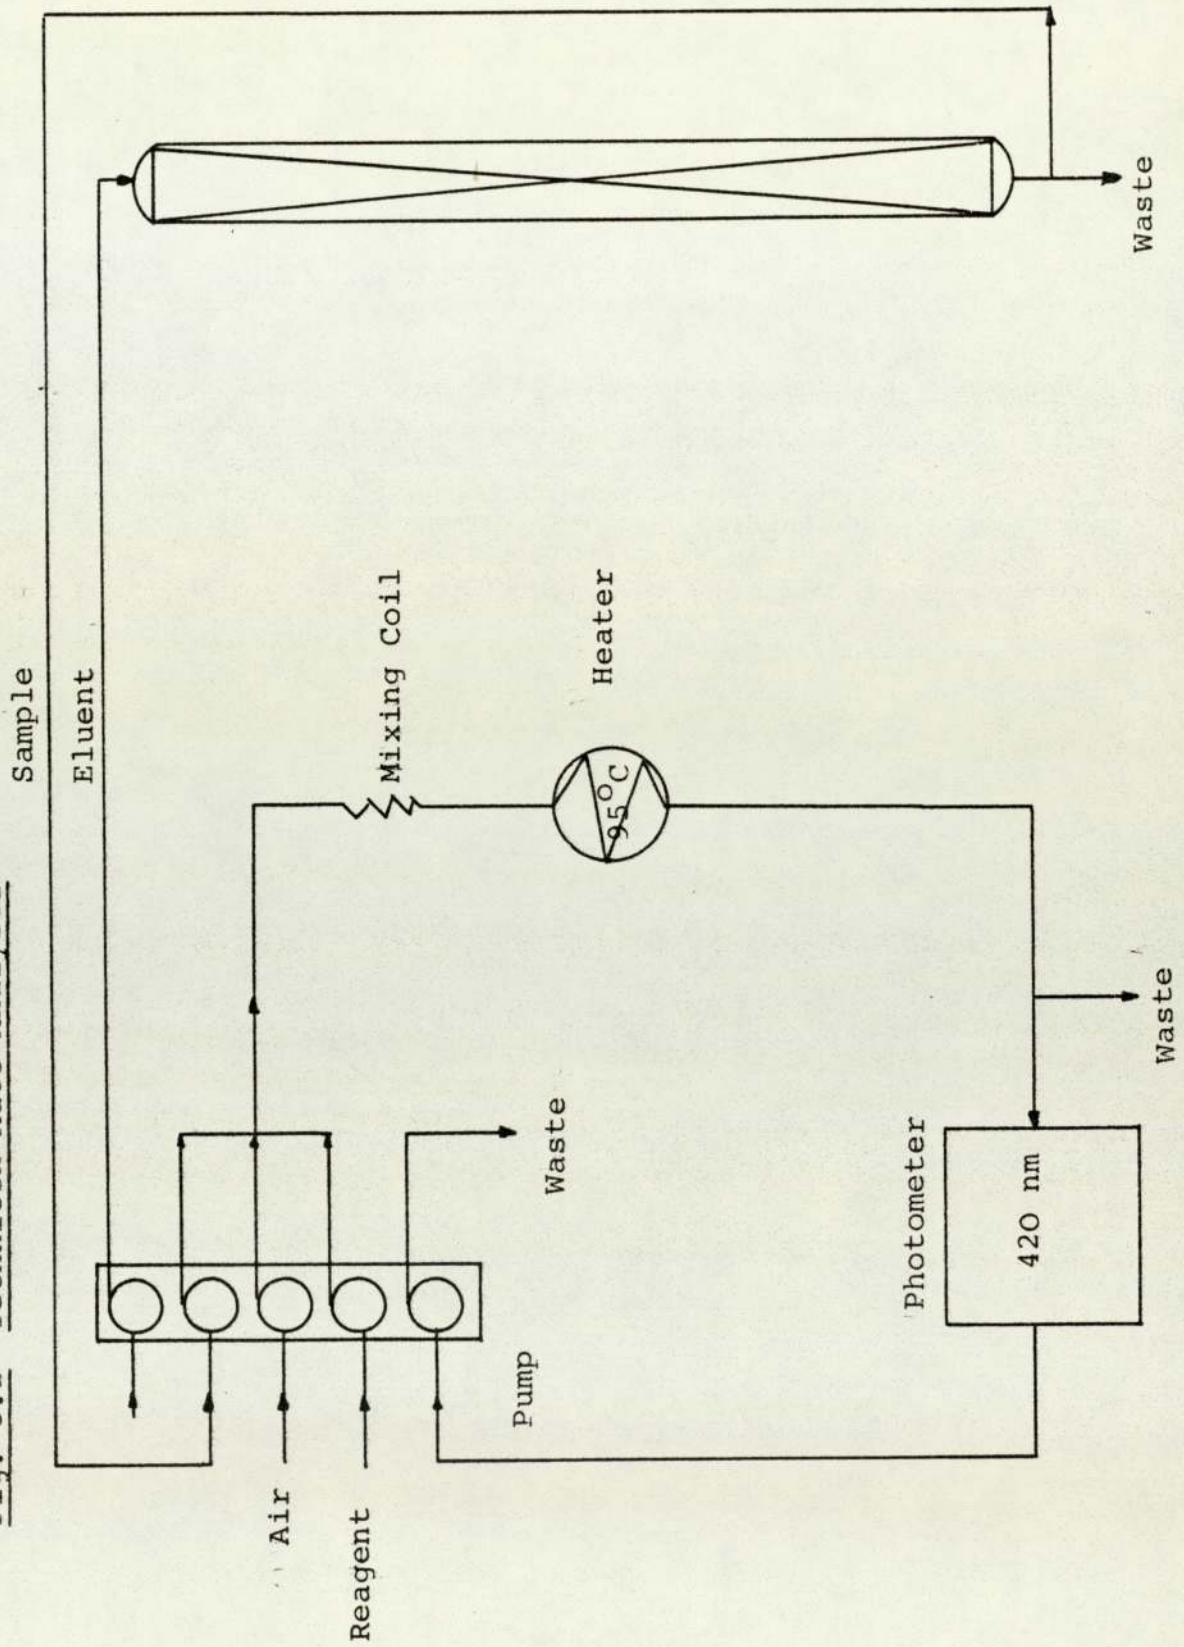 Sample
Eluent
Mixing Coil
Heater
95°C
Waste
Waste
Waste
Photometer
420 nm
Pump
Air
Reagent